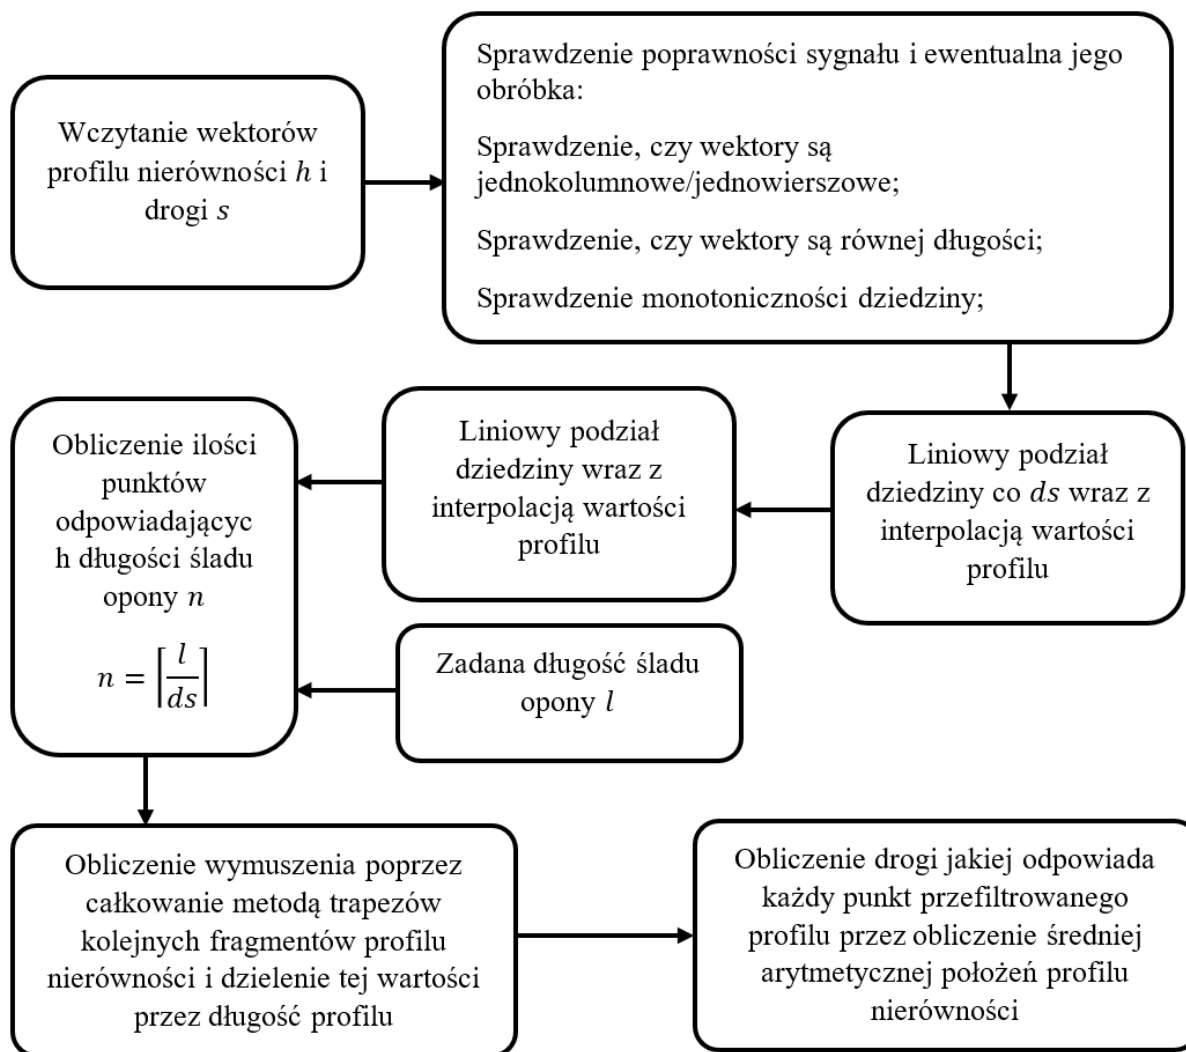 Wczytanie wektorów
profilu nierówności h i
drogi s
Sprawdzenie poprawności sygnału i ewentualna jego
obróbka:
Sprawdzenie, czy wektory są
jednokolumnowe/jednowierszowe;
Sprawdzenie, czy wektory są równej długości;
Sprawdzenie monotoniczności dziedziny;
Liniowy podział
dziedziny co ds wraz z
interpolacją wartości
profilu
Liniowy podział
dziedziny wraz z
interpolacją wartości
profilu
Zadana długość śladu
opony l
Obliczenie ilości
punktów
odpowiadającyc
h długości śladu
opony n
n = ⌈l/ds⌉
Obliczenie wymuszenia poprzez
całkowanie metodą trapezów
kolejnych fragmentów profilu
nierówności i dzielenie tej wartości
przez długość profilu
Obliczenie drogi jakiej odpowiada
każdy punkt przefiltrowanego
profilu przez obliczenie średniej
arytmetycznej położeń profilu
nierówności